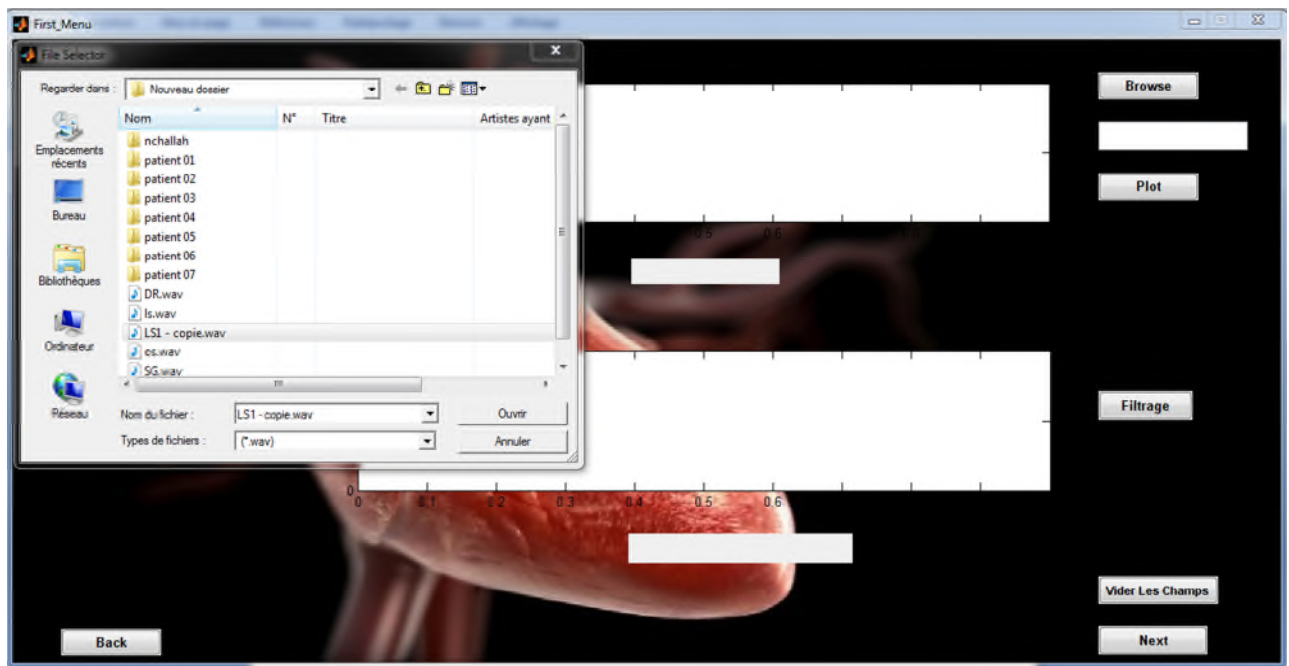 First_Menu
File Selector
Regarder dans :
Nouveau dossier
Nom N° Titre Artistes ayant
nchallah
patient 01
patient 02
patient 03
patient 04
patient 05
patient 06
patient 07
DR.wav
ls.wav
LS1 - copie.wav
os.wav
SG.wav
Emplacements
récents
Bureau
Bibliothèques
Ordinateur
Réseau
Nom du fichier : LS1 - copie.wav Ouvrir
Types de fichiers : (*.wav) Annuler
Browse
Plot
0.5 0.6
Filtrage
0
0 0.1 0.2 0.3 0.4 0.5 0.6
Vider Les Champs
Back
Next